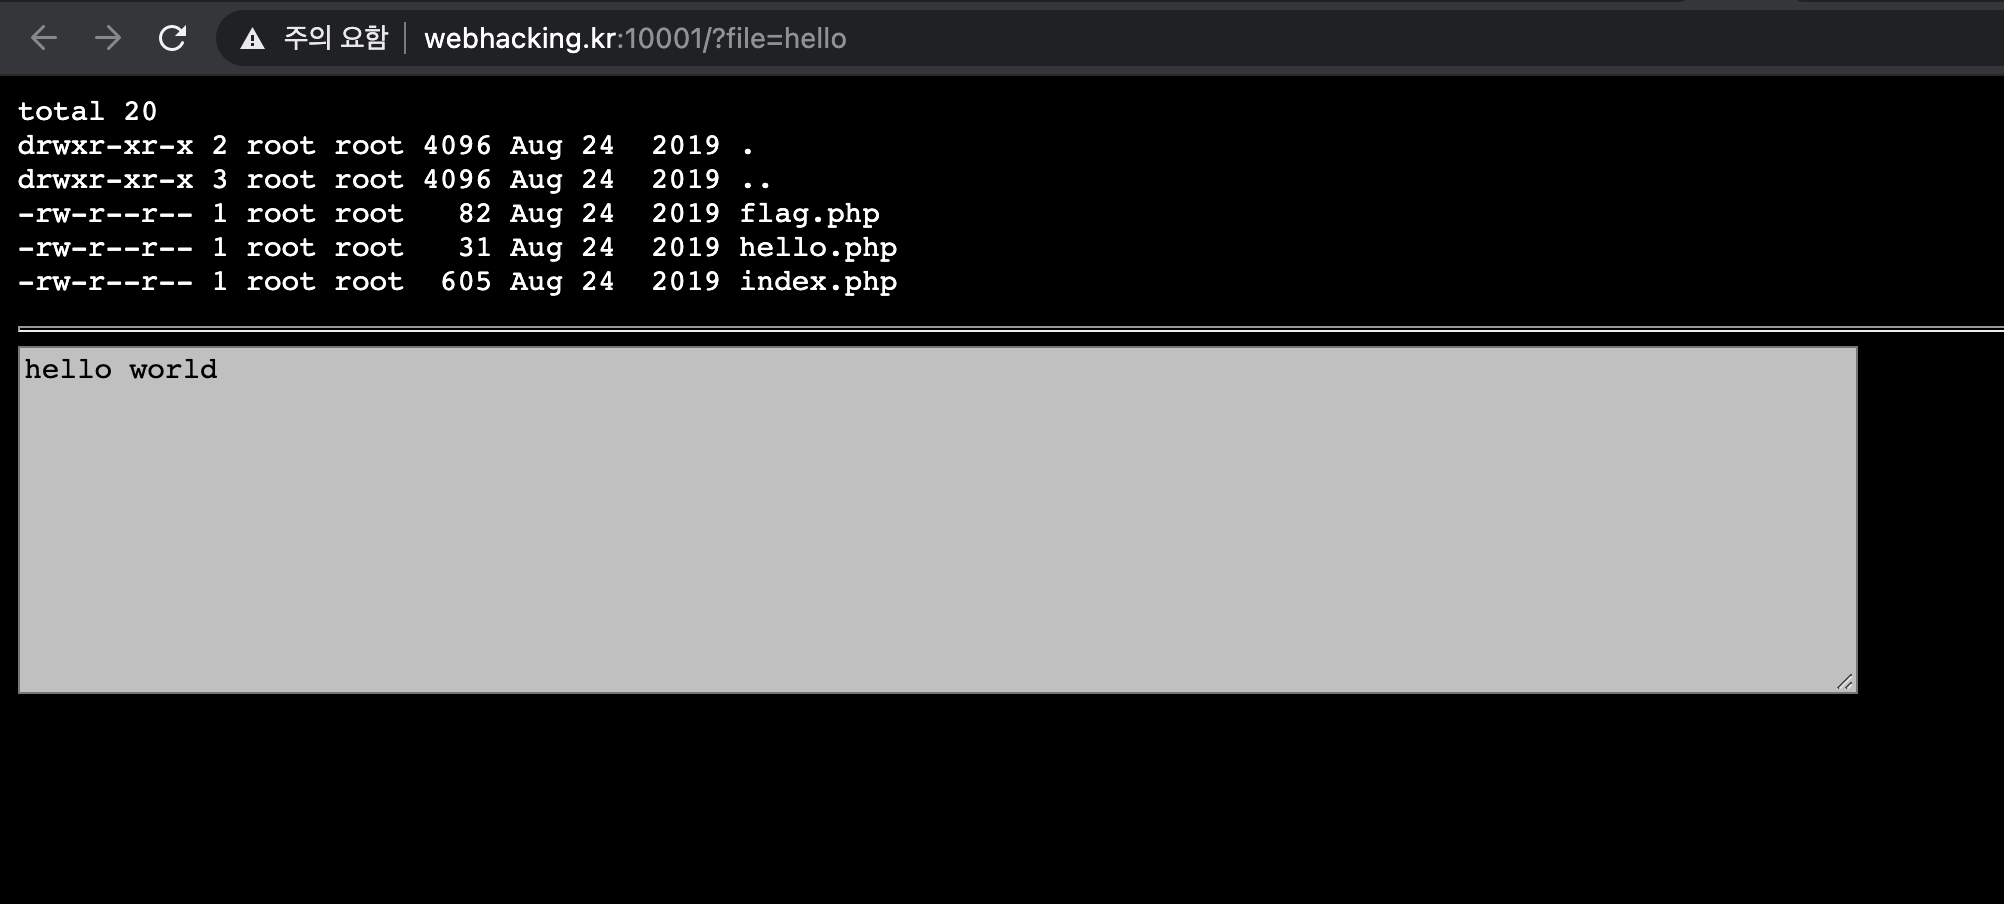 주의 요함 webhacking.kr:10001/?file=hello
total 20
drwxr-xr-x 2 root root 4096 Aug 24  2019 .
drwxr-xr-x 3 root root 4096 Aug 24  2019 ..
-rw-r--r-- 1 root root   82 Aug 24  2019 flag.php
-rw-r--r-- 1 root root   31 Aug 24  2019 hello.php
-rw-r--r-- 1 root root  605 Aug 24  2019 index.php
hello world